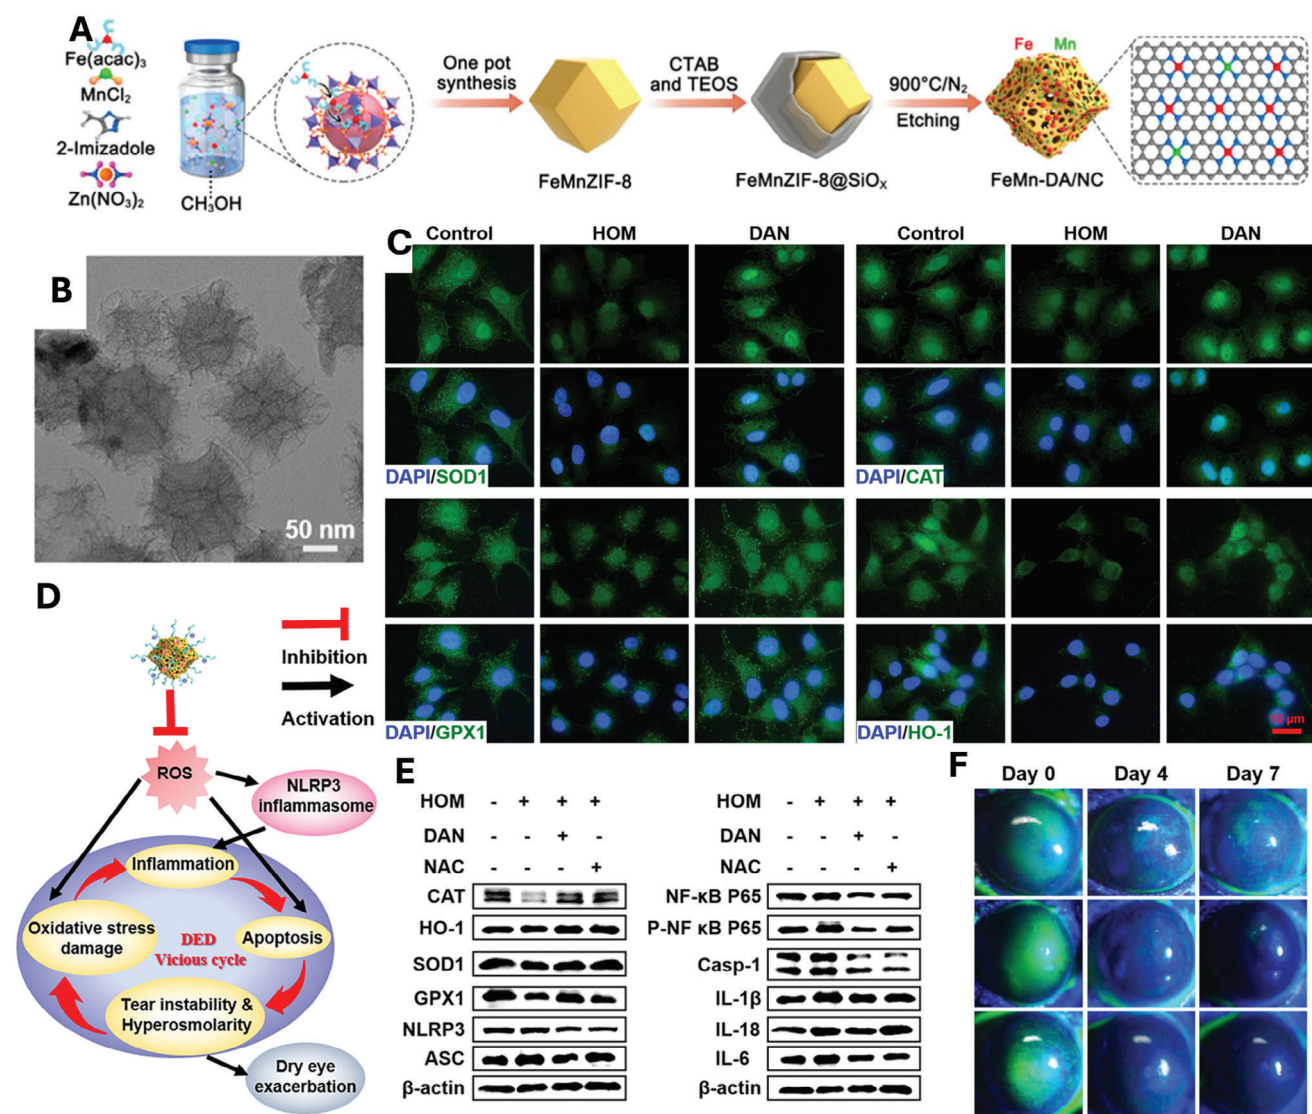 A
Fe(acac)₃
MnCl₂
2-Imizadole
Zn(NO₃)₂
CH₃OH
One pot
synthesis
FeMnZIF-8
CTAB
and TEOS
FeMnZIF-8@SiOₓ
900°C/N₂
Etching
Fe Mn
FeMn-DA/NC
B
50 nm
C
Control HOM DAN Control HOM DAN
DAPI/SOD1 DAPI/CAT
DAPI/GPX1 DAPI/HO-1
10 µm
D
Inhibition
Activation
ROS
NLRP3
inflammasome
Inflammation
Oxidative stress
damage
DED
Vicious cycle
Apoptosis
Tear instability &
Hyperosmolarity
Dry eye
exacerbation
E
HOM - + + +
DAN - - + -
NAC - - - +
CAT
HO-1
SOD1
GPX1
NLRP3
ASC
β-actin
HOM - + + +
DAN - - + -
NAC - - - +
NF-κB P65
P-NF κB P65
Casp-1
IL-1β
IL-18
IL-6
β-actin
F
Day 0 Day 4 Day 7